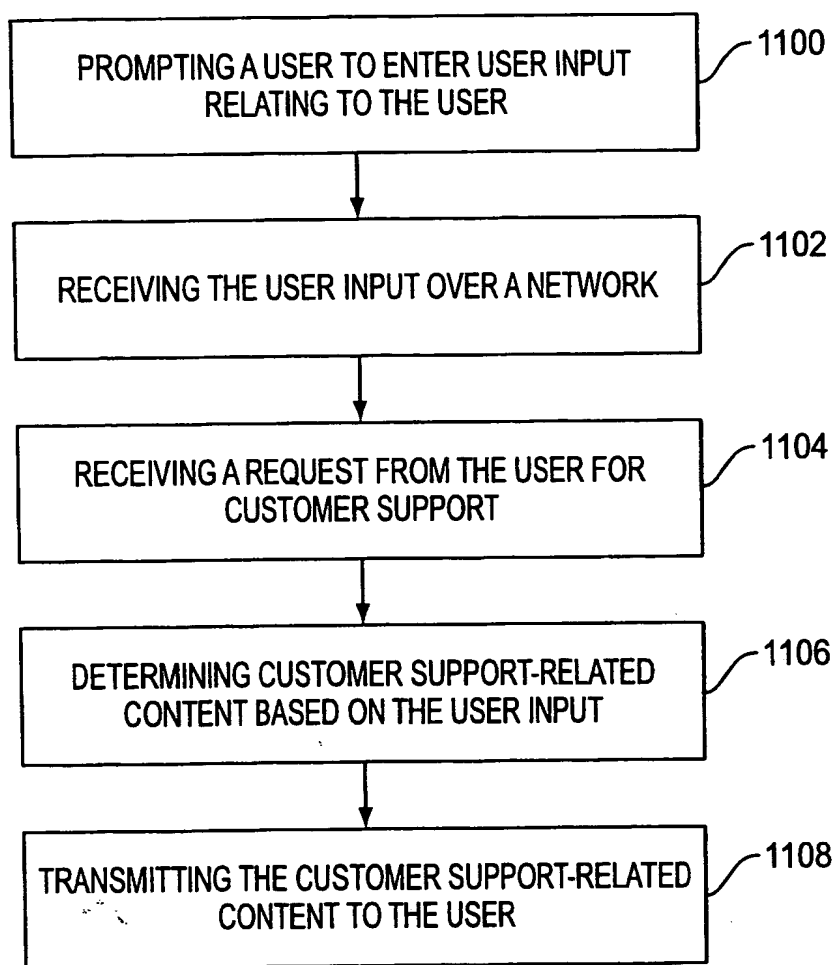 PROMPTING A USER TO ENTER USER INPUT
RELATING TO THE USER
1100
RECEIVING THE USER INPUT OVER A NETWORK
1102
RECEIVING A REQUEST FROM THE USER FOR
CUSTOMER SUPPORT
1104
DETERMINING CUSTOMER SUPPORT-RELATED
CONTENT BASED ON THE USER INPUT
1106
TRANSMITTING THE CUSTOMER SUPPORT-RELATED
CONTENT TO THE USER
1108